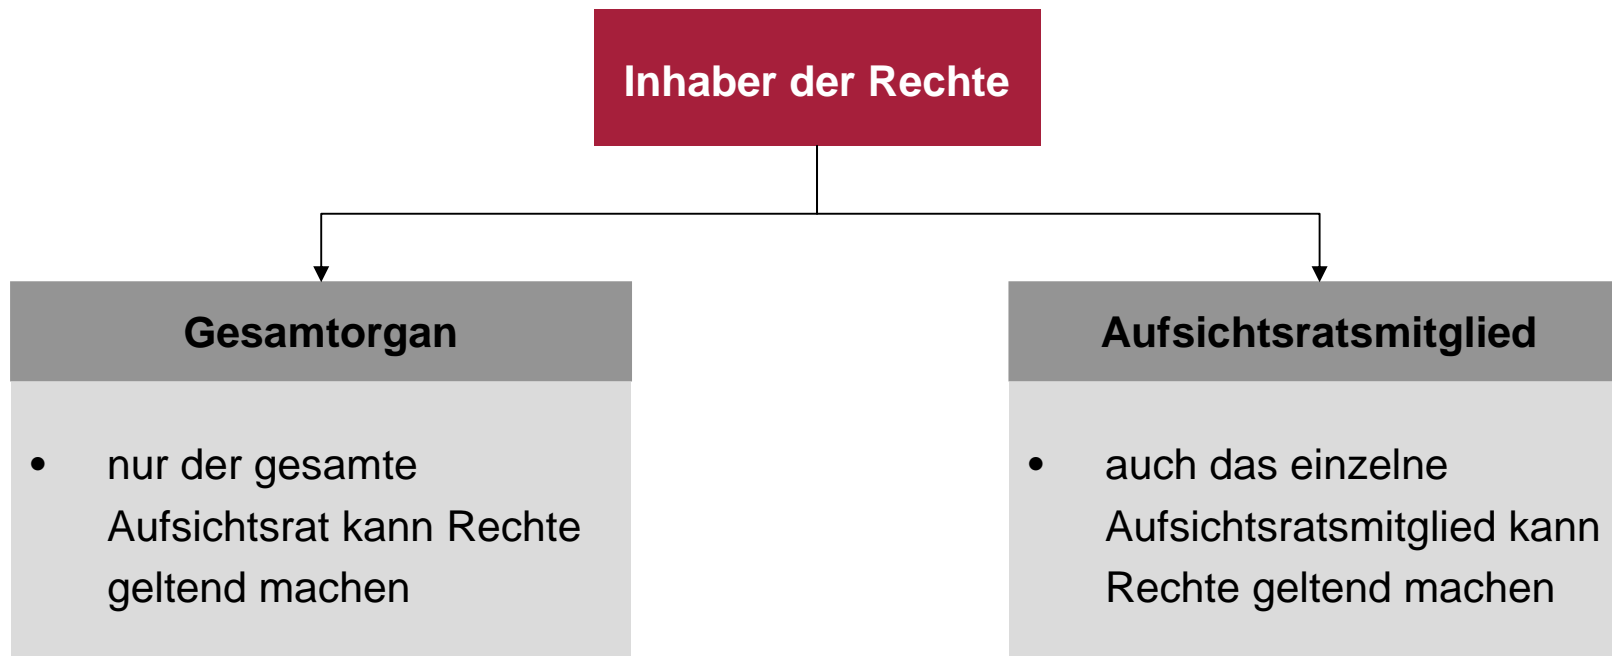 Inhaber der Rechte
Gesamtorgan
• nur der gesamte
Aufsichtsrat kann Rechte
geltend machen
Aufsichtsratsmitglied
• auch das einzelne
Aufsichtsratsmitglied kann
Rechte geltend machen